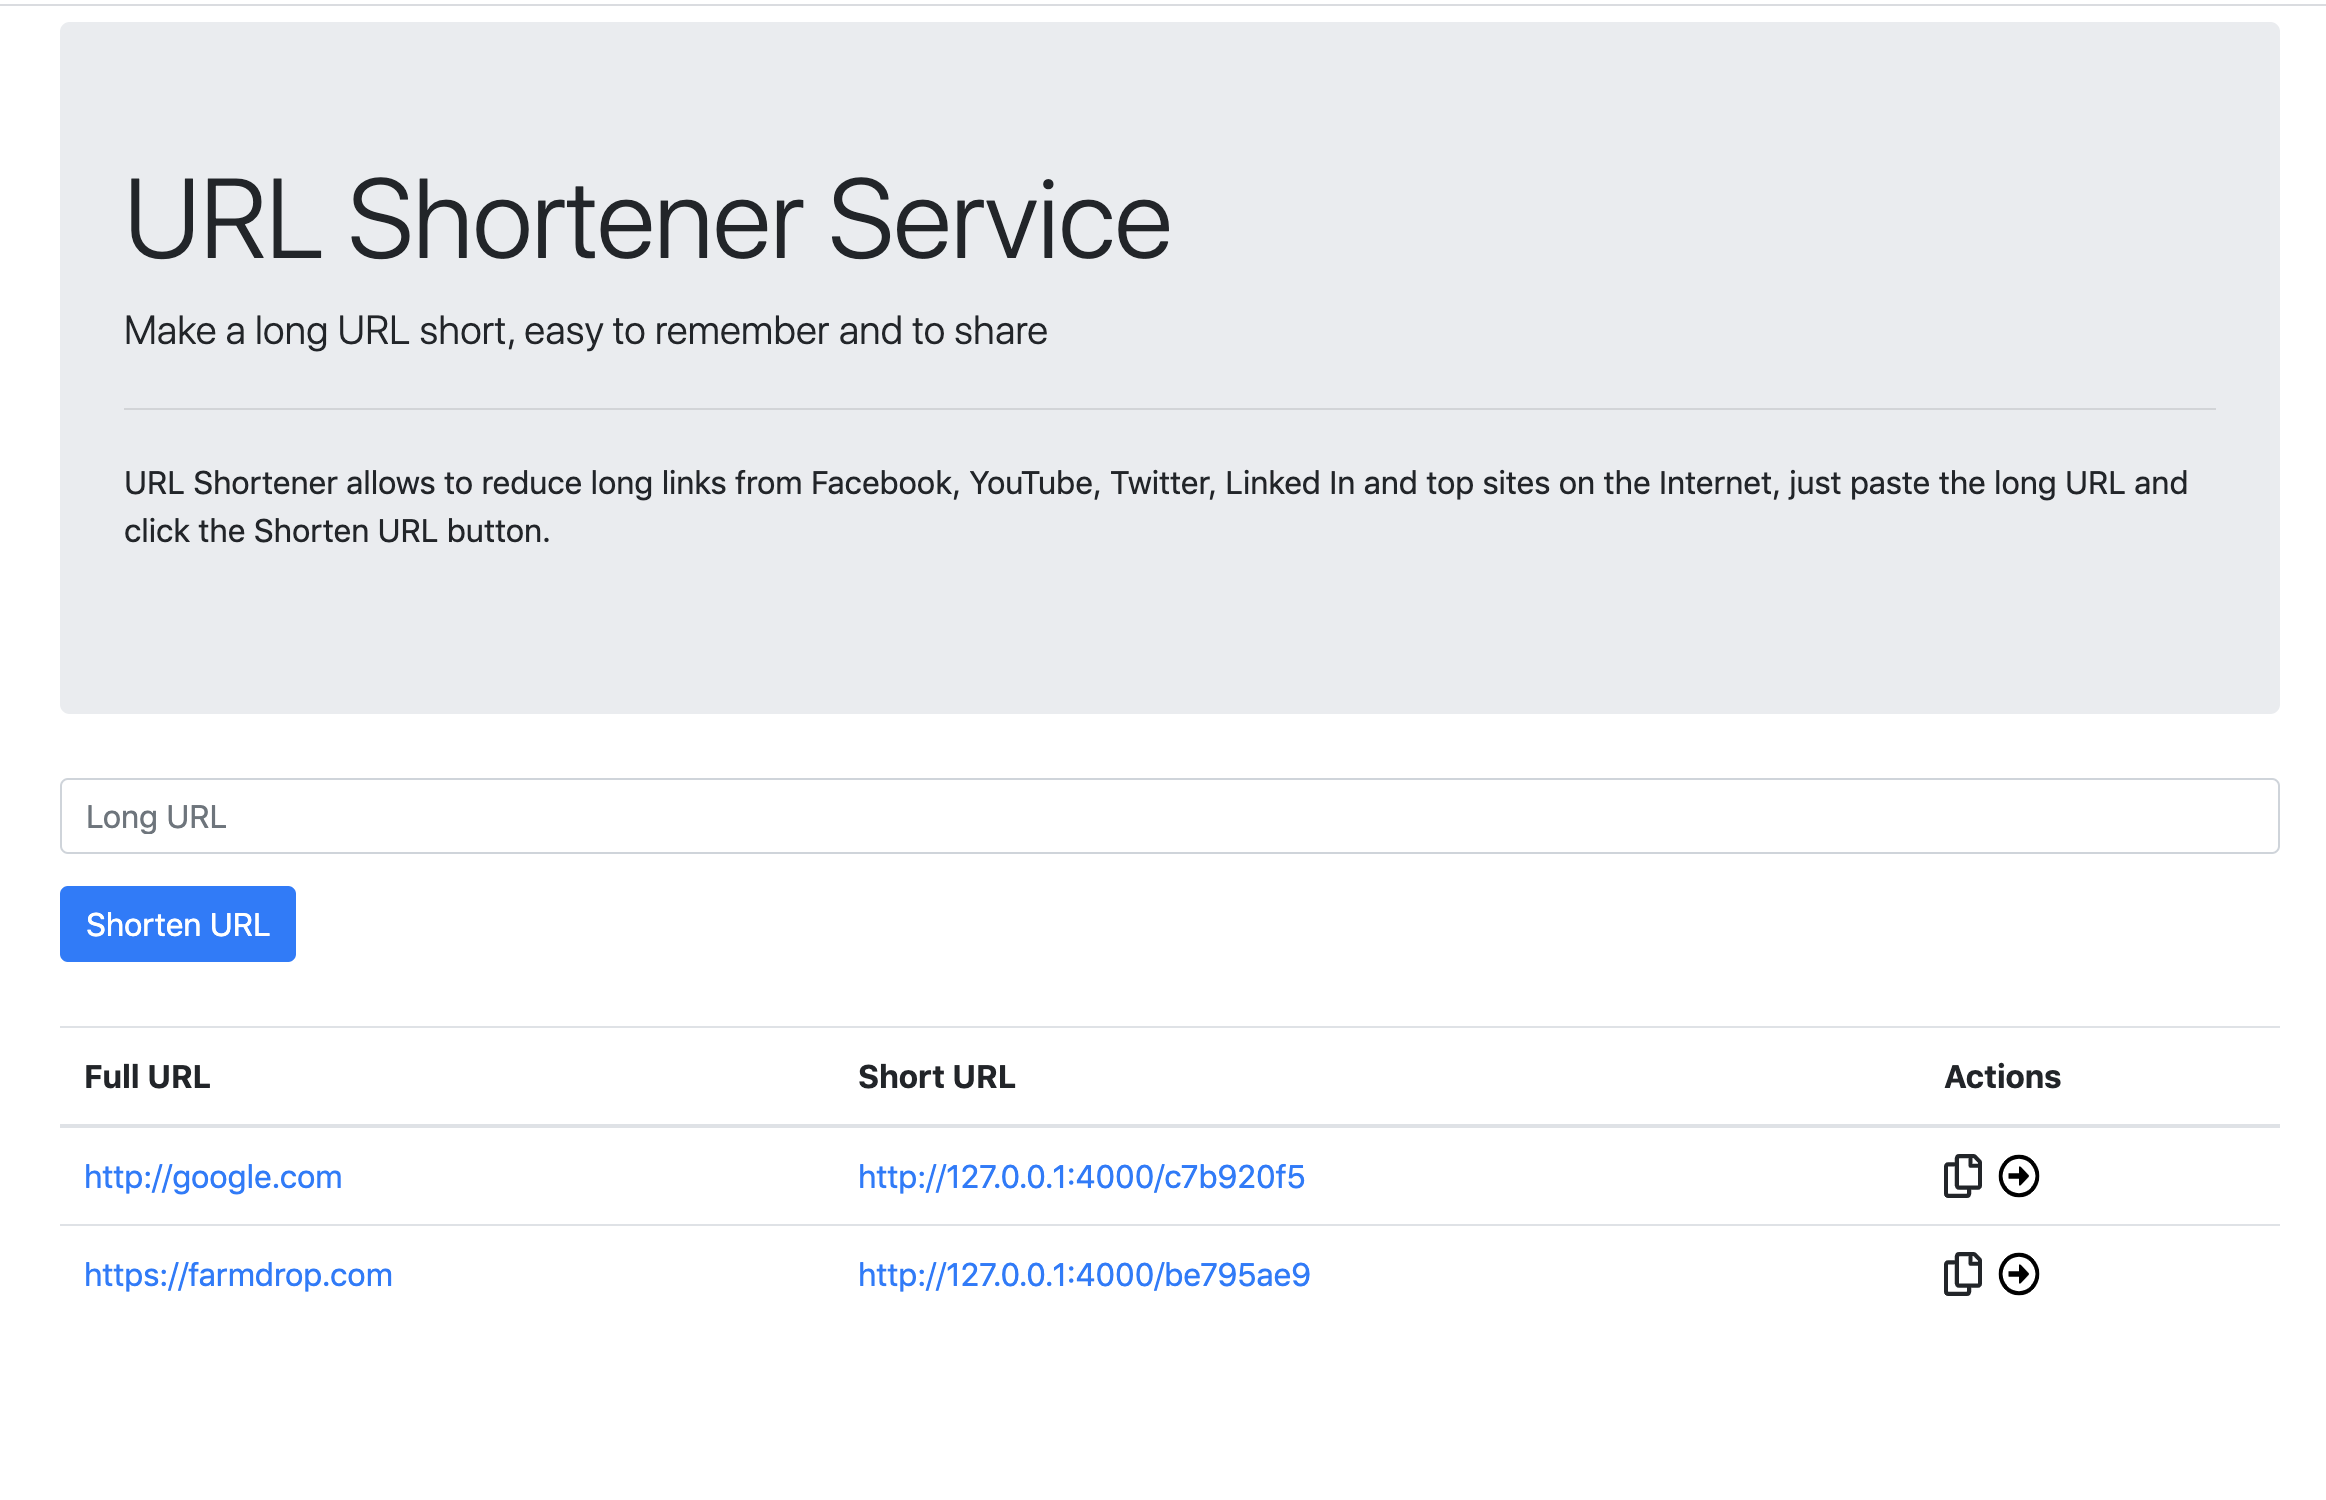 URL Shortener Service
Make a long URL short, easy to remember and to share
URL Shortener allows to reduce long links from Facebook, YouTube, Twitter, Linked In and top sites on the Internet, just paste the long URL and
click the Shorten URL button.
Long URL
Shorten URL
Full URL Short URL Actions
http://google.com http://127.0.0.1:4000/c7b920f5
https://farmdrop.com http://127.0.0.1:4000/be795ae9